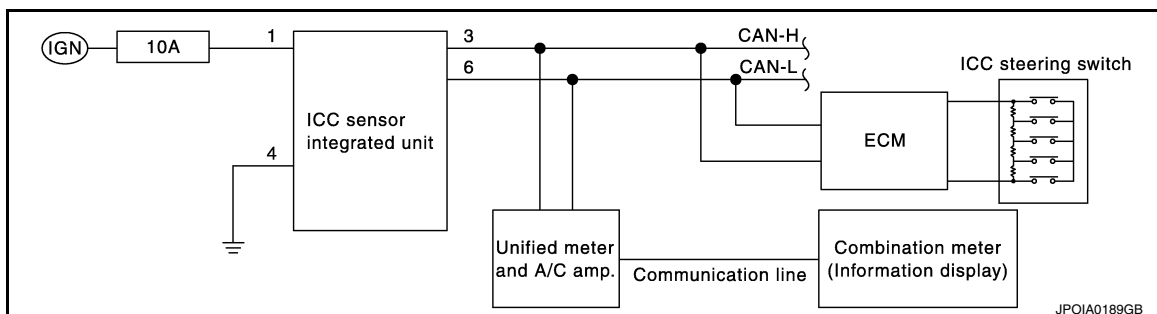 IGN
10A
1
3
CAN-H
6
CAN-L
4
ICC sensor
integrated unit
ICC steering switch
ECM
Unified meter
and A/C amp.
Communication line
Combination meter
(Information display)
JPOIA0189GB